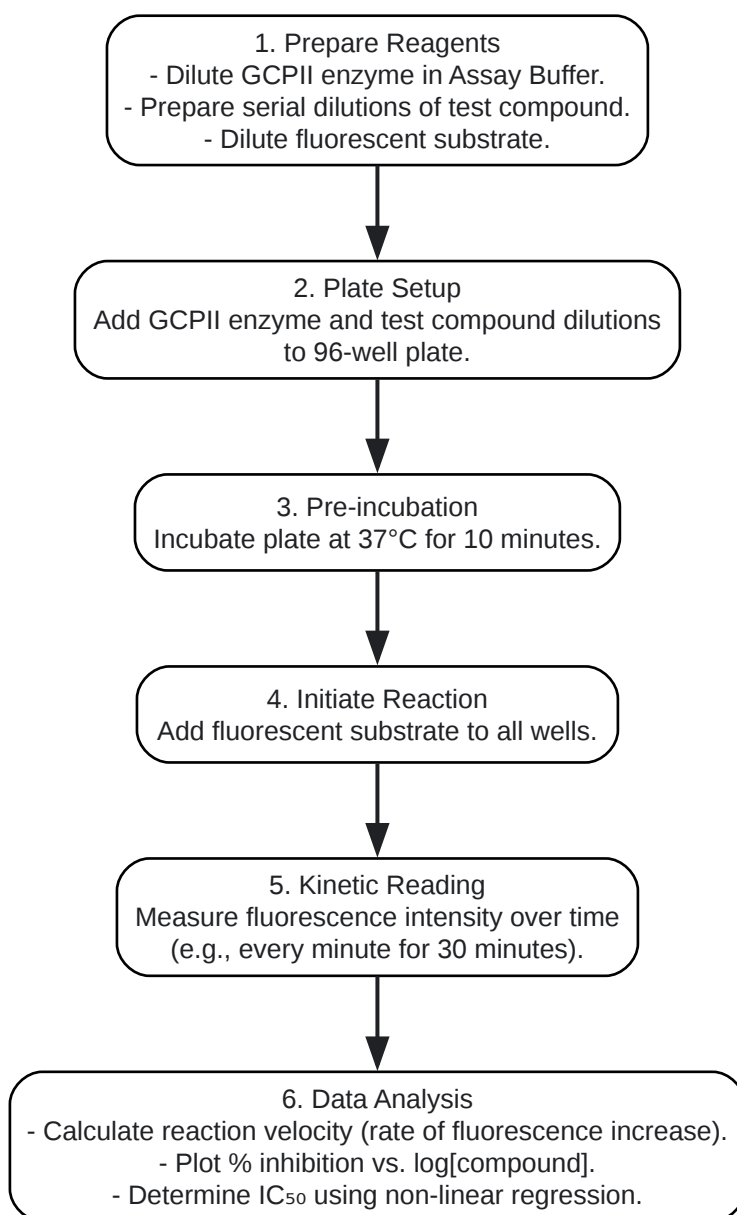 1. Prepare Reagents
- Dilute GCPII enzyme in Assay Buffer.
- Prepare serial dilutions of test compound.
- Dilute fluorescent substrate.
2. Plate Setup
Add GCPII enzyme and test compound dilutions
to 96-well plate.
3. Pre-incubation
Incubate plate at 37°C for 10 minutes.
4. Initiate Reaction
Add fluorescent substrate to all wells.
5. Kinetic Reading
Measure fluorescence intensity over time
(e.g., every minute for 30 minutes).
6. Data Analysis
- Calculate reaction velocity (rate of fluorescence increase).
- Plot % inhibition vs. log[compound].
- Determine IC₅₀ using non-linear regression.